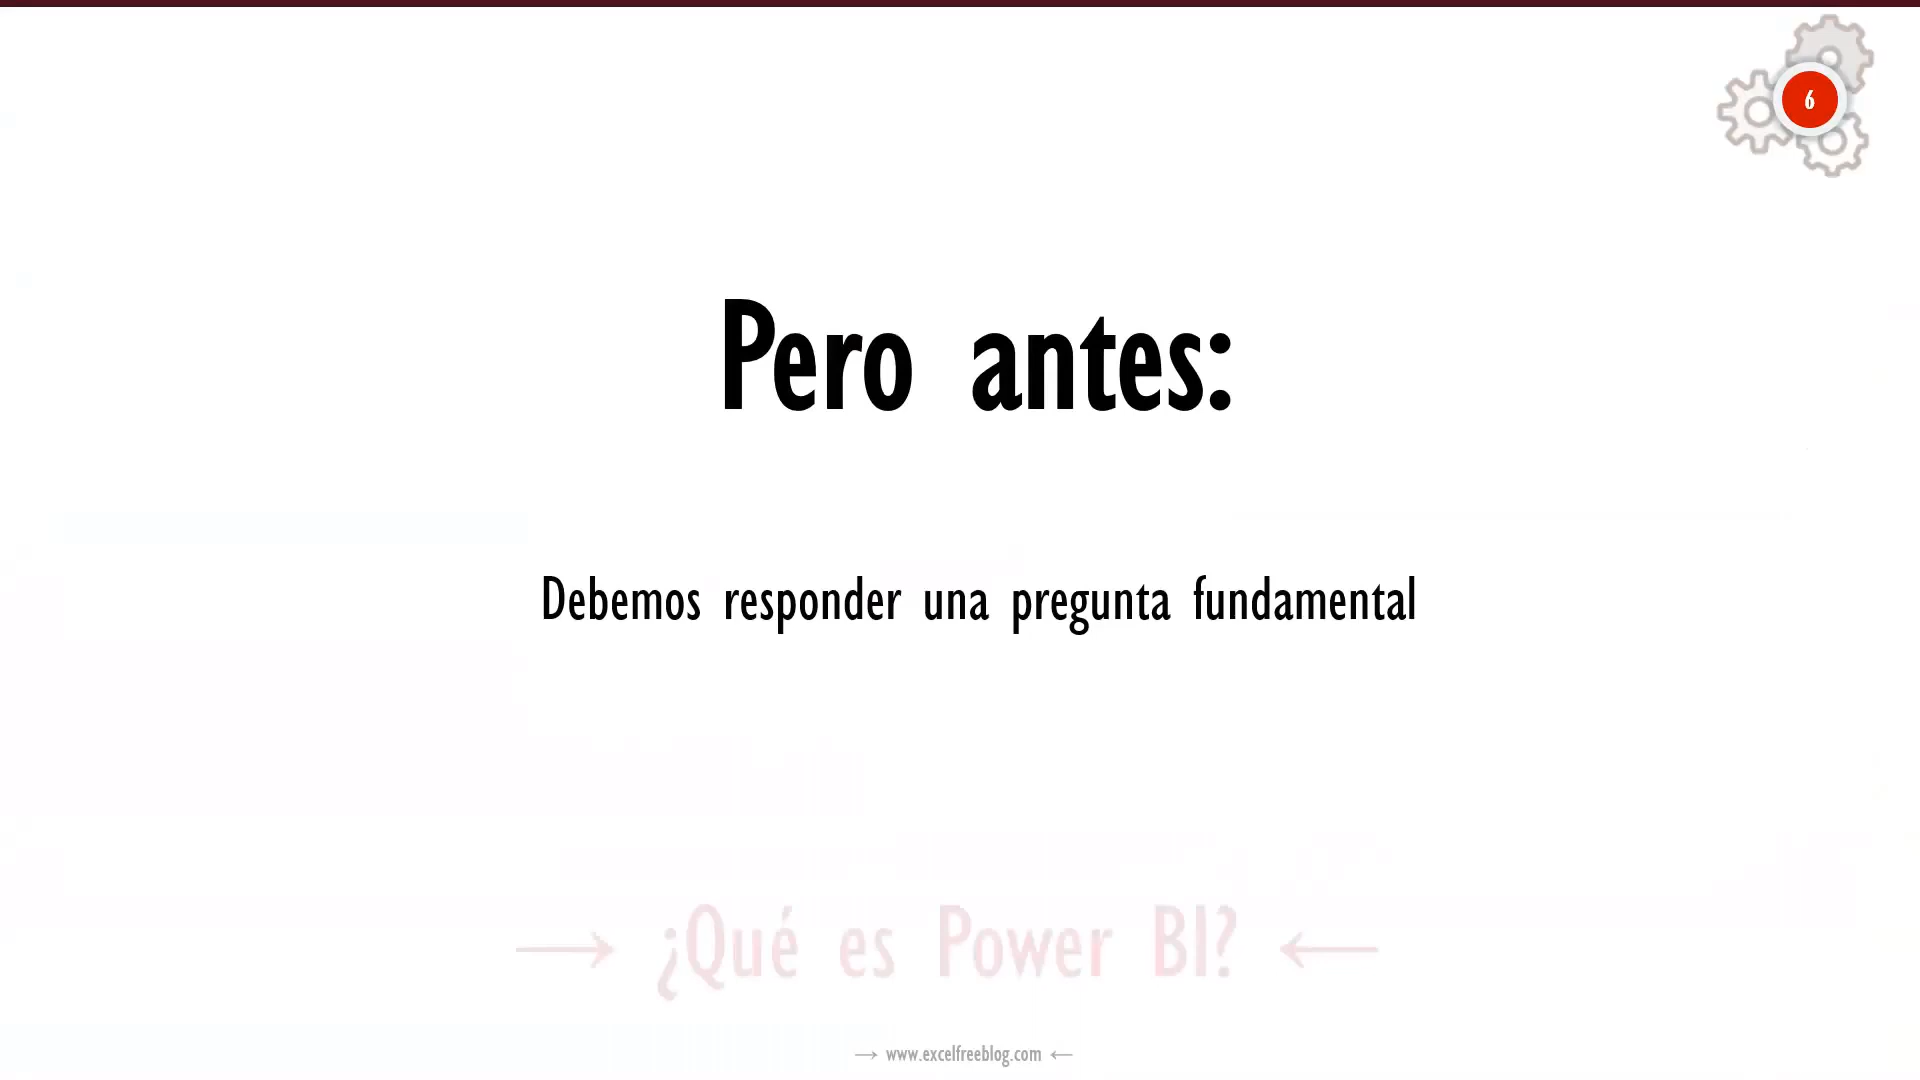 6
Pero antes:
Debemos responder una pregunta fundamental
→ ¿Qué es Power BI? ←
→ www.excelfreeblog.com ←